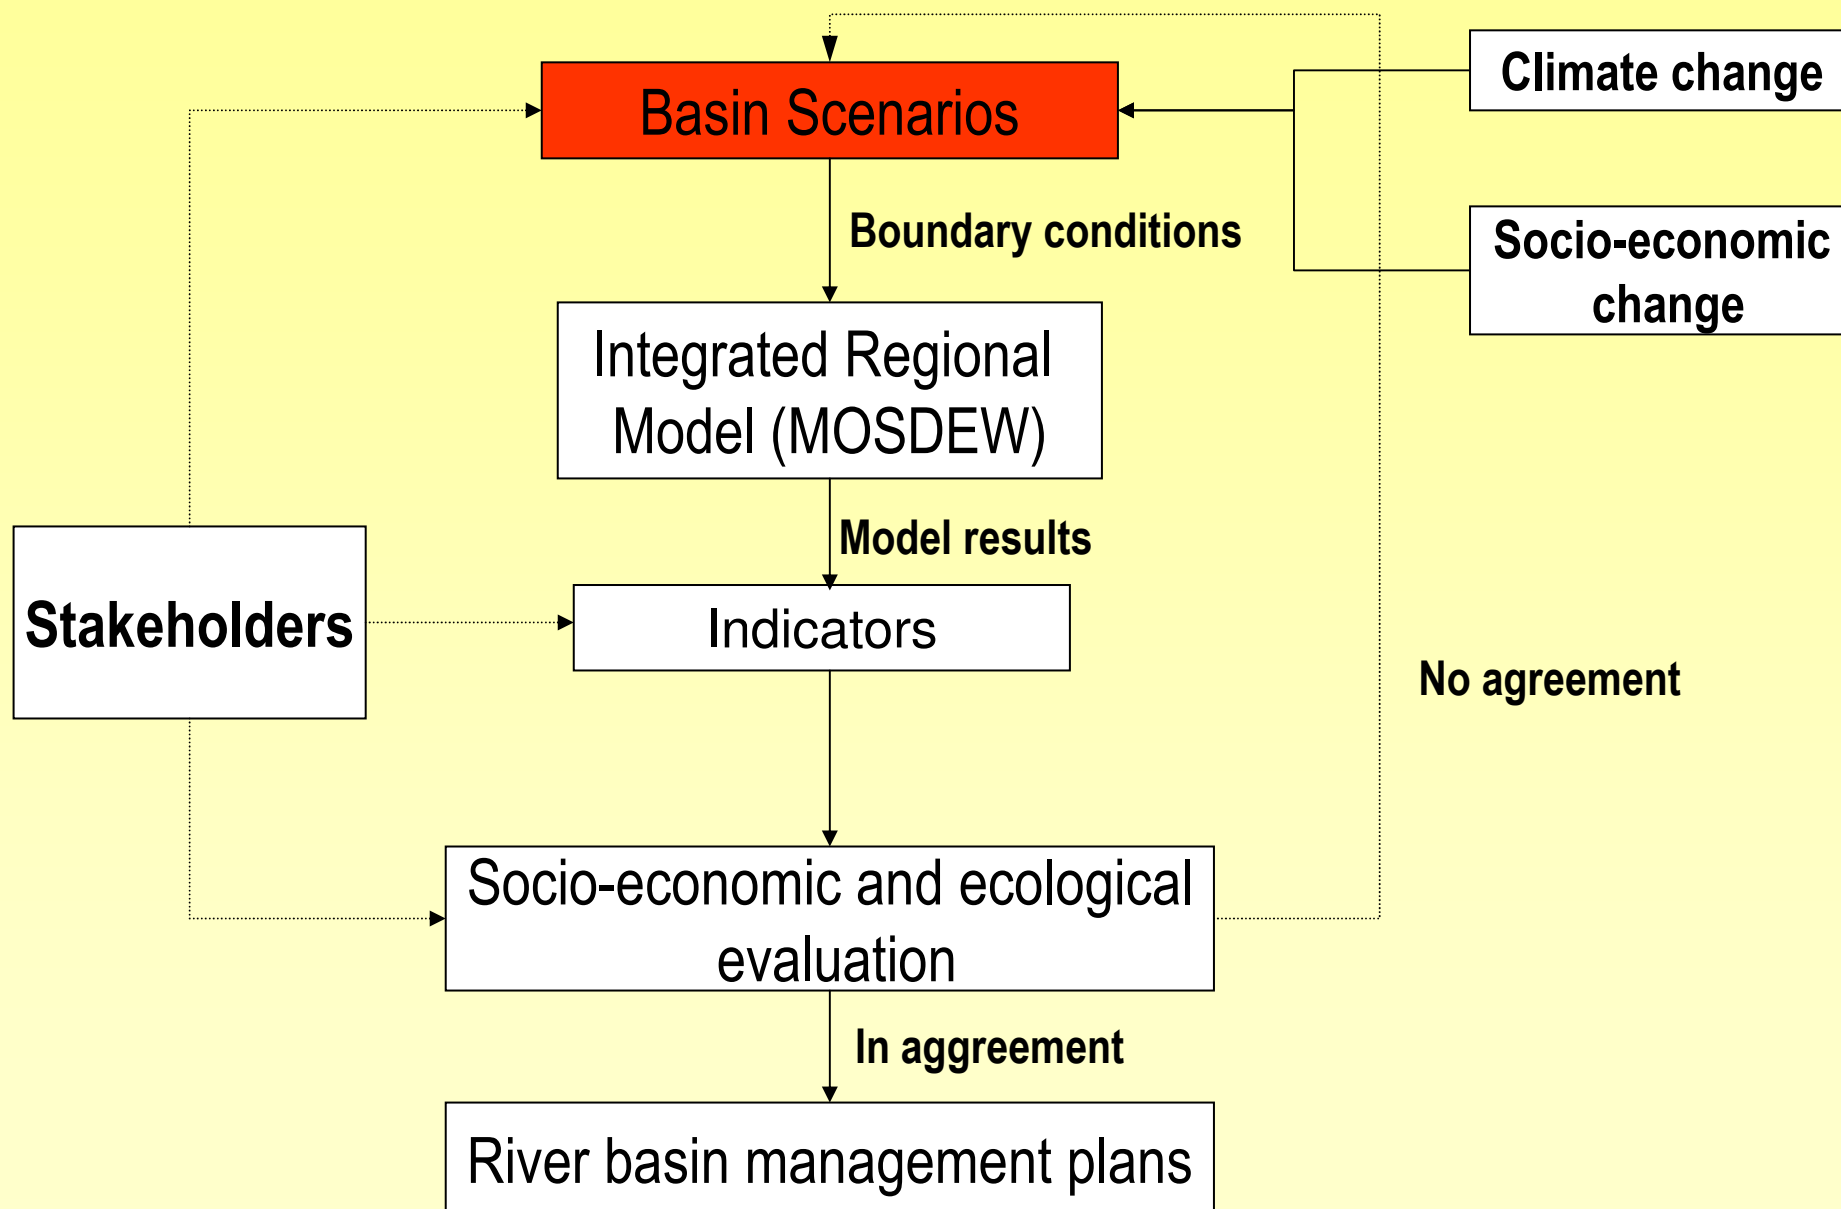 Climate change
Basin Scenarios
Boundary conditions
Socio-economic
change
Integrated Regional
Model (MOSDEW)
Model results
Stakeholders
Indicators
No agreement
Socio-economic and ecological
evaluation
In aggreement
River basin management plans